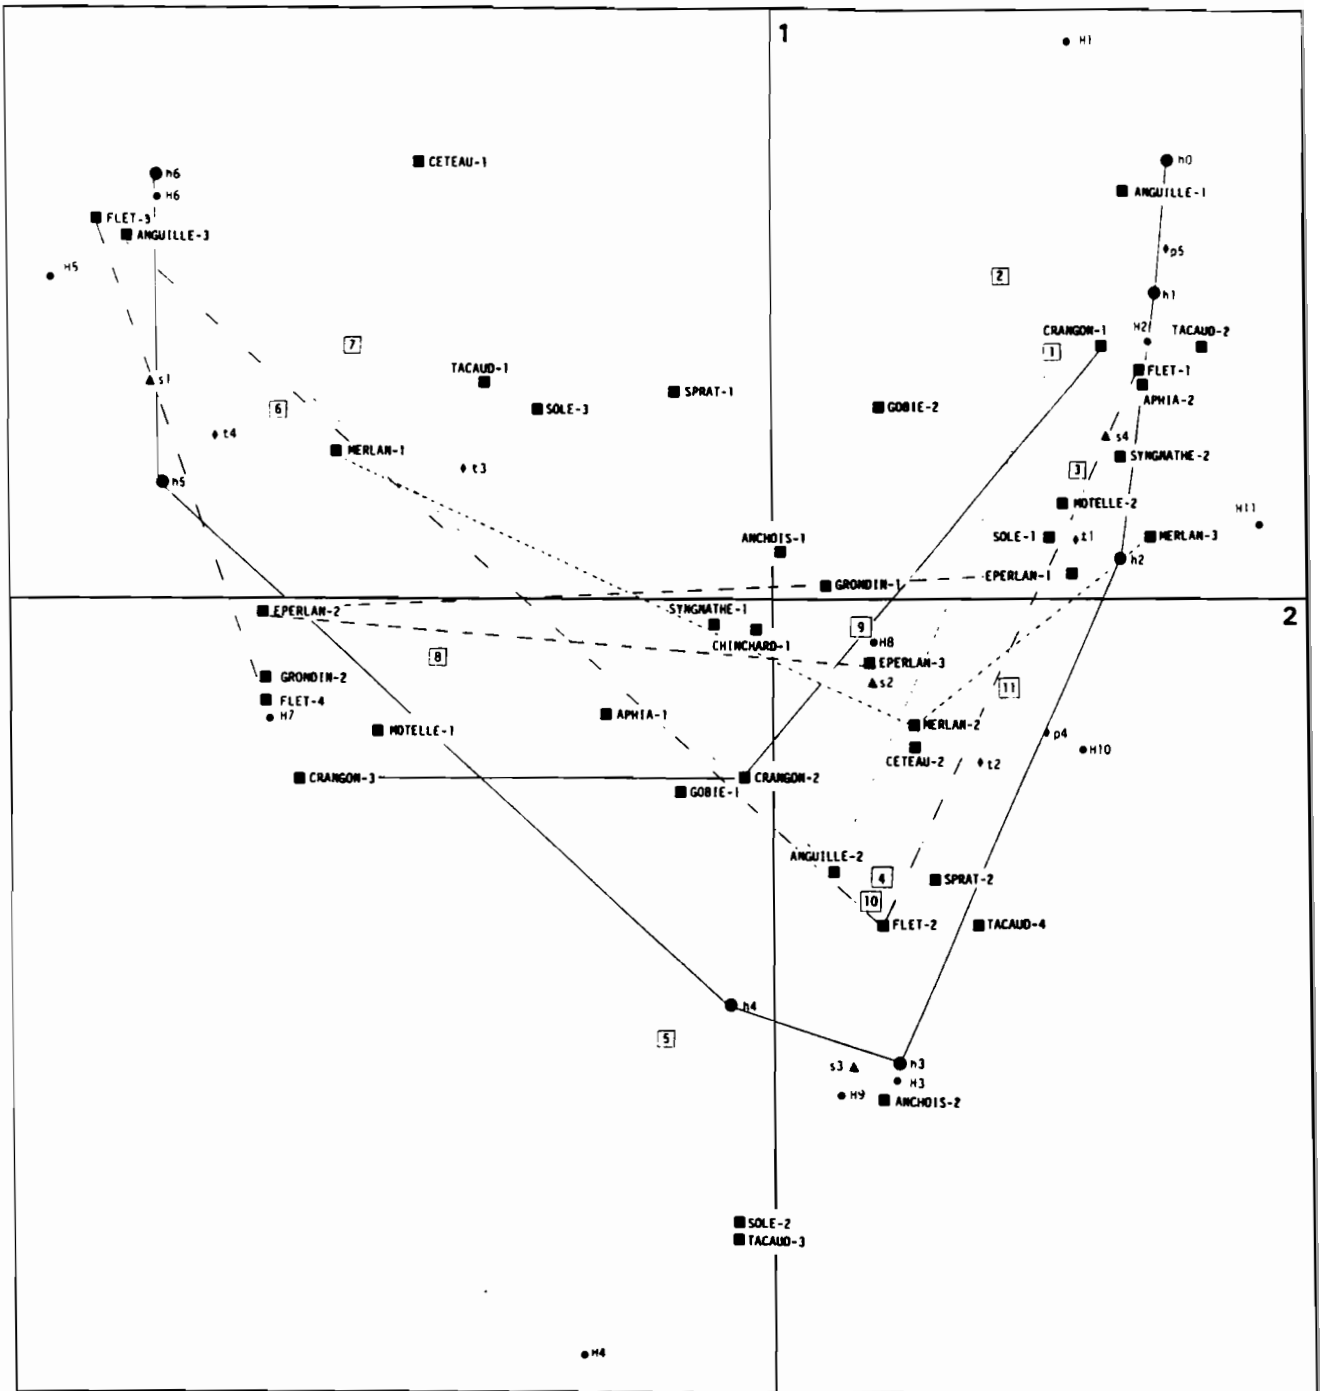 1
H1
h6
CETEAU-1
h0
H6
ANGUILLE-1
FLET-3
ANGUILLE-3
p5
H5
2
h1
H2
CRANGON-1
TACAUD-2
7
1
TACAUD-1
FLET-1
s1
SPRAT-1
APHIA-2
6
SOLE-3
GOBIE-2
t4
s4
MERLAN-1
SYNGNATHE-2
t3
3
h5
MOTELLE-2
H11
ANCHOIS-1
SOLE-1
t1
MERLAN-3
h2
EPERLAN-1
GRONDIN-1
EPERLAN-2
SYNGNATHE-1
2
9
CHINCHARD-1
H8
8
EPERLAN-3
GRONDIN-2
s2
11
FLET-4
H7
APHIA-1
MOTELLE-1
MERLAN-2
p4
CETEAU-2
H10
t2
CRANGON-3
CRANGON-2
GOBIE-1
ANGUILLE-2
4
SPRAT-2
10
FLET-2
TACAUD-4
h4
5
s3
h3
H3
H9
ANCHOIS-2
SOLE-2
TACAUD-3
H4